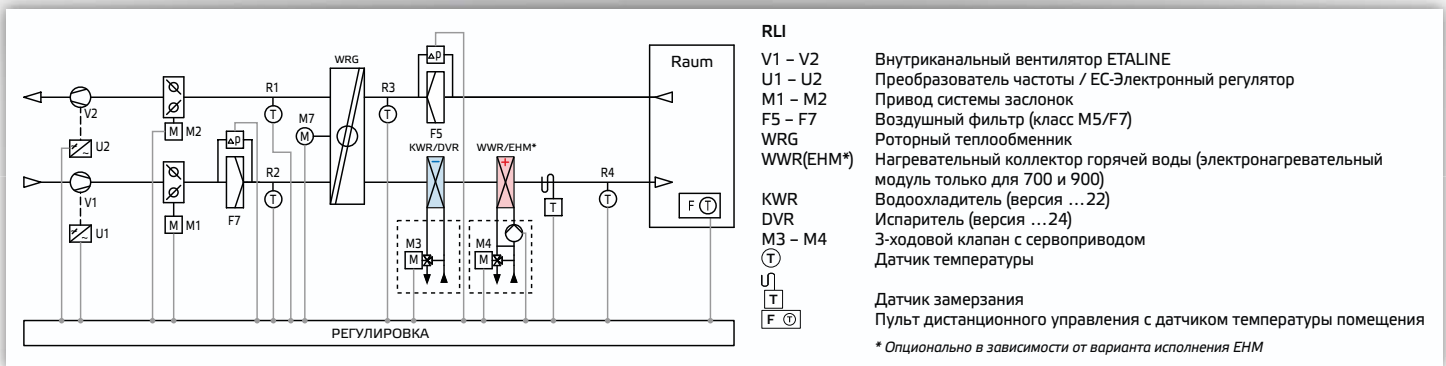 WRG
Δp
Raum
R1
R3
V2
M
M2
T
M7
M
T
F5
U2
Δp
KWR/DVR
WWR/EHM*
R2
R4
V1
M
M1
F7
T
T
T
F T
U1
M3
M
M4
M
РЕГУЛИРОВКА
RLI
V1 – V2 Внутриканальный вентилятор ETALINE
U1 – U2 Преобразователь частоты / ЕС-Электронный регулятор
M1 – M2 Привод системы заслонок
F5 – F7 Воздушный фильтр (класс M5/F7)
WRG Роторный теплообменник
WWR(EHM*) Нагревательный коллектор горячей воды (электронагревательный
модуль только для 700 и 900)
KWR Водоохладитель (версия …22)
DVR Испаритель (версия …24)
M3 – M4 3-ходовой клапан с сервоприводом
T Датчик температуры
T Датчик замерзания
F T Пульт дистанционного управления с датчиком температуры помещения
* Опционально в зависимости от варианта исполнения EHM